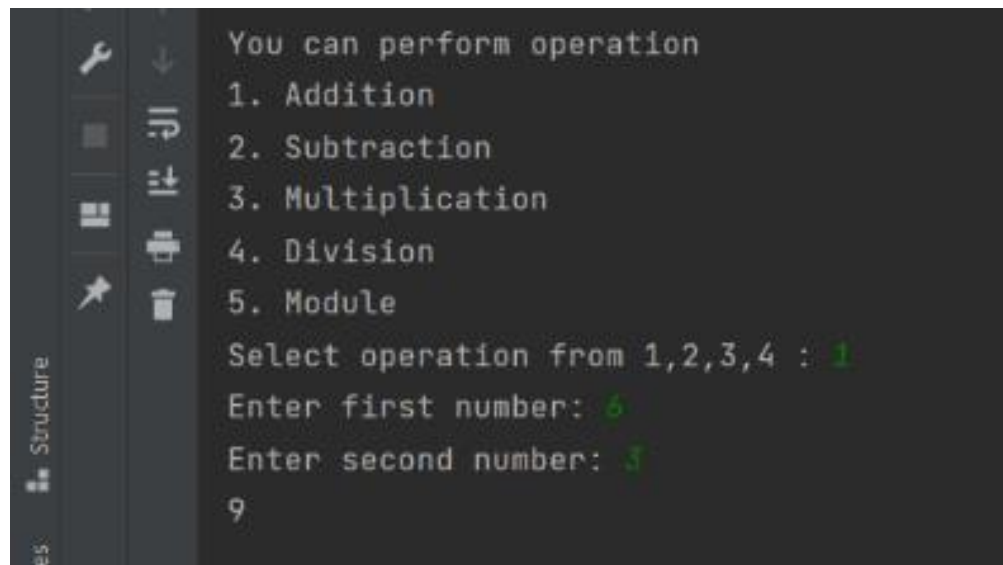 You can perform operation
1. Addition
2. Subtraction
3. Multiplication
4. Division
5. Module
Select operation from 1,2,3,4 : 1
Enter first number: 6
Enter second number: 3
9
Structure